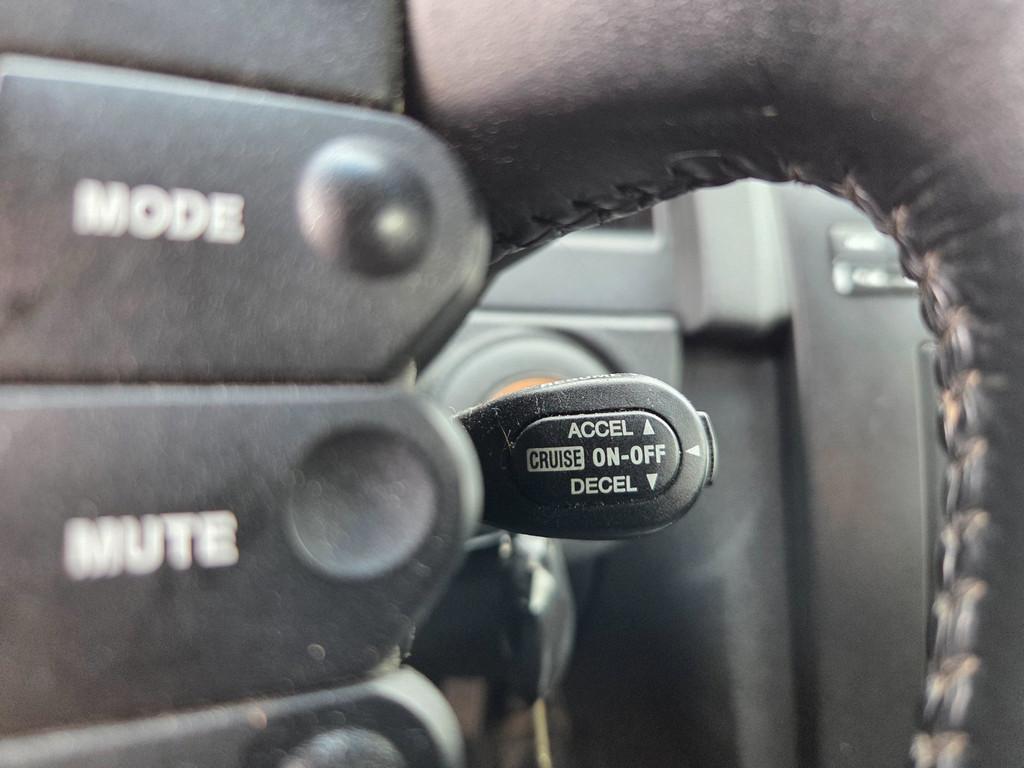 MODE
ACCEL ▲
CRUISE ON-OFF ◀
DECEL ▼
MUTE